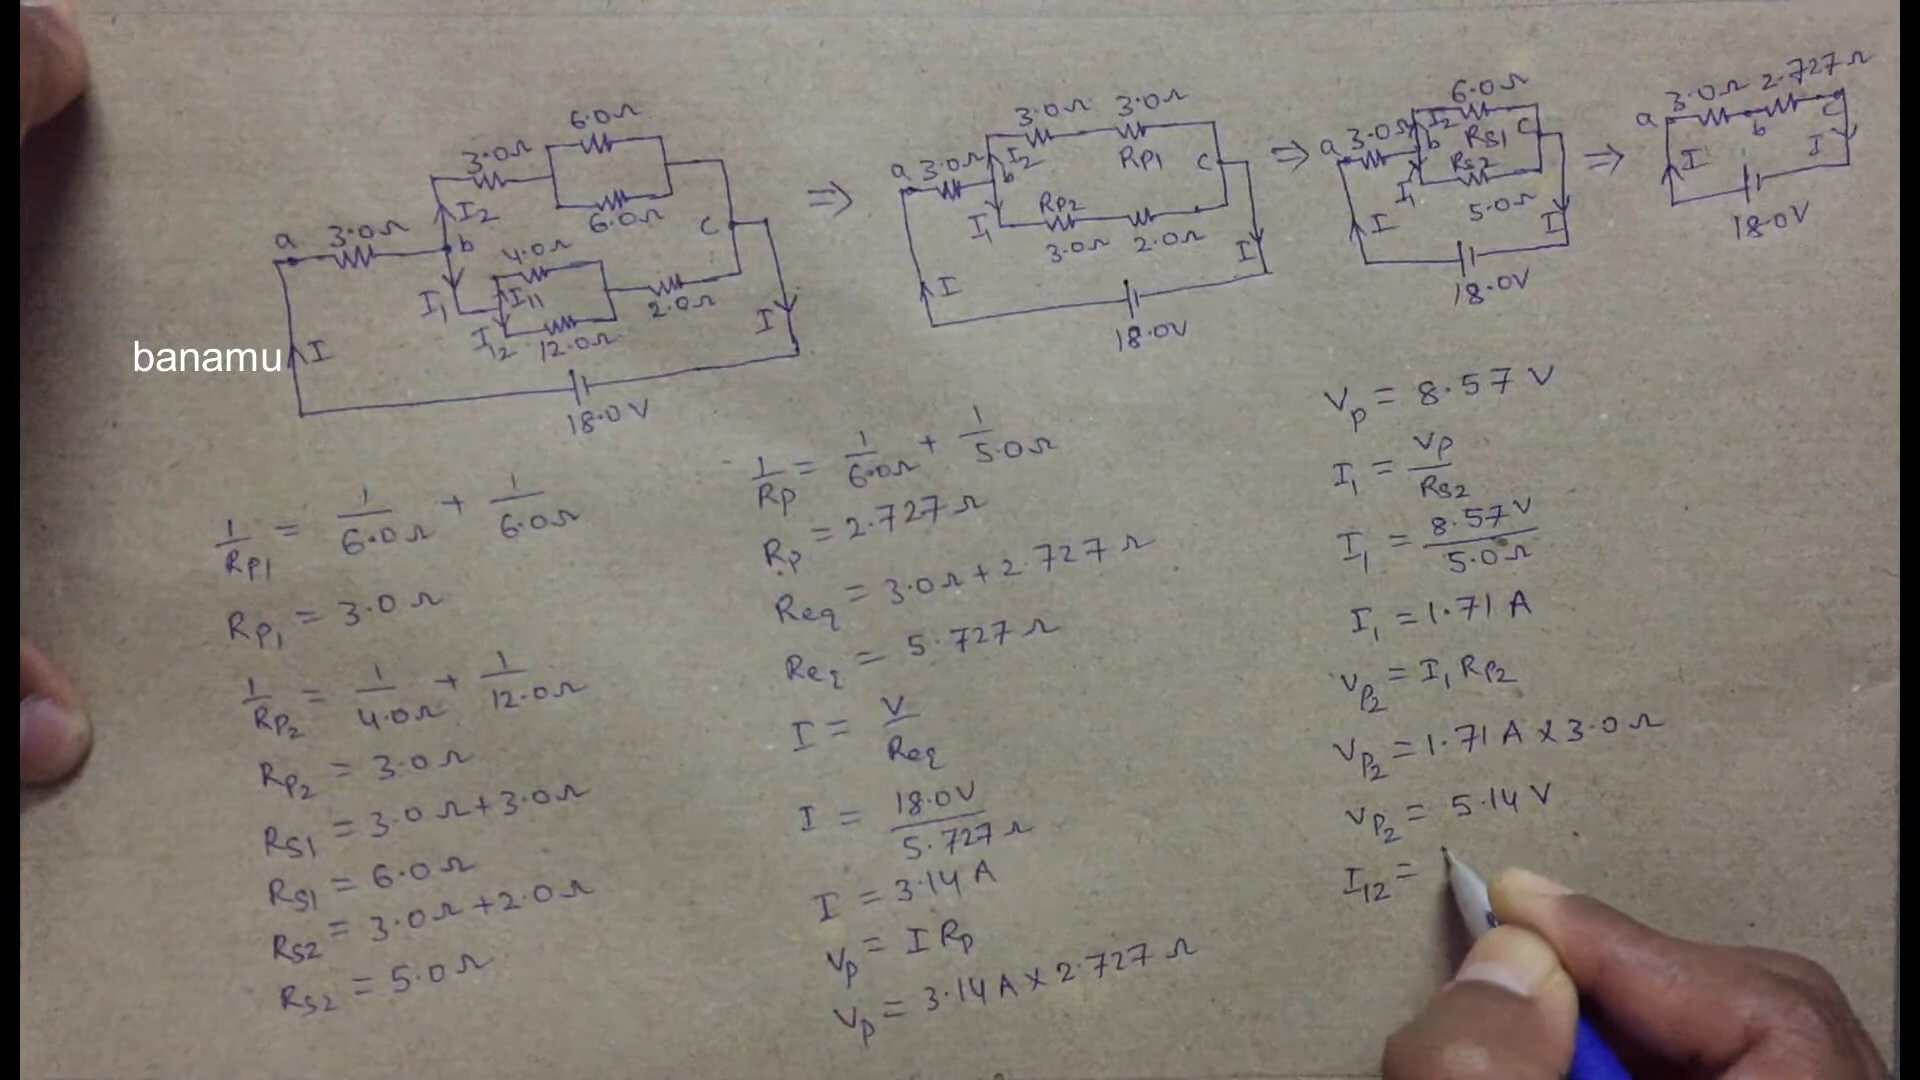 a 3.0Ω b I2 3.0Ω 6.0Ω 6.0Ω C
I1 I11 4.0Ω I12 12.0Ω 2.0Ω I
I 18.0V
⇒
a 3.0Ω b I2 3.0Ω 3.0Ω RP1 C
I1 RP2 3.0Ω 2.0Ω I
I 18.0V
⇒
a 3.0Ω b I2 6.0Ω RS1 C
I1 RS2 5.0Ω I
I 18.0V
⇒
a 3.0Ω b 2.727Ω C
I I
18.0V
banamu
1/RP1 = 1/6.0Ω + 1/6.0Ω
RP1 = 3.0Ω
1/RP2 = 1/4.0Ω + 1/12.0Ω
RP2 = 3.0Ω
RS1 = 3.0Ω+3.0Ω
RS1 = 6.0Ω
RS2 = 3.0Ω+2.0Ω
RS2 = 5.0Ω
1/RP = 1/6.0Ω + 1/5.0Ω
RP = 2.727Ω
Req = 3.0Ω+2.727Ω
Req = 5.727Ω
I = V/Req
I = 18.0V/5.727Ω
I = 3.14A
VP = I RP
VP = 3.14A×2.727Ω
VP = 8.57V
I1 = VP/RS2
I1 = 8.57V/5.0Ω
I1 = 1.71A
VP2 = I1 RP2
VP2 = 1.71A×3.0Ω
VP2 = 5.14V
I12 =